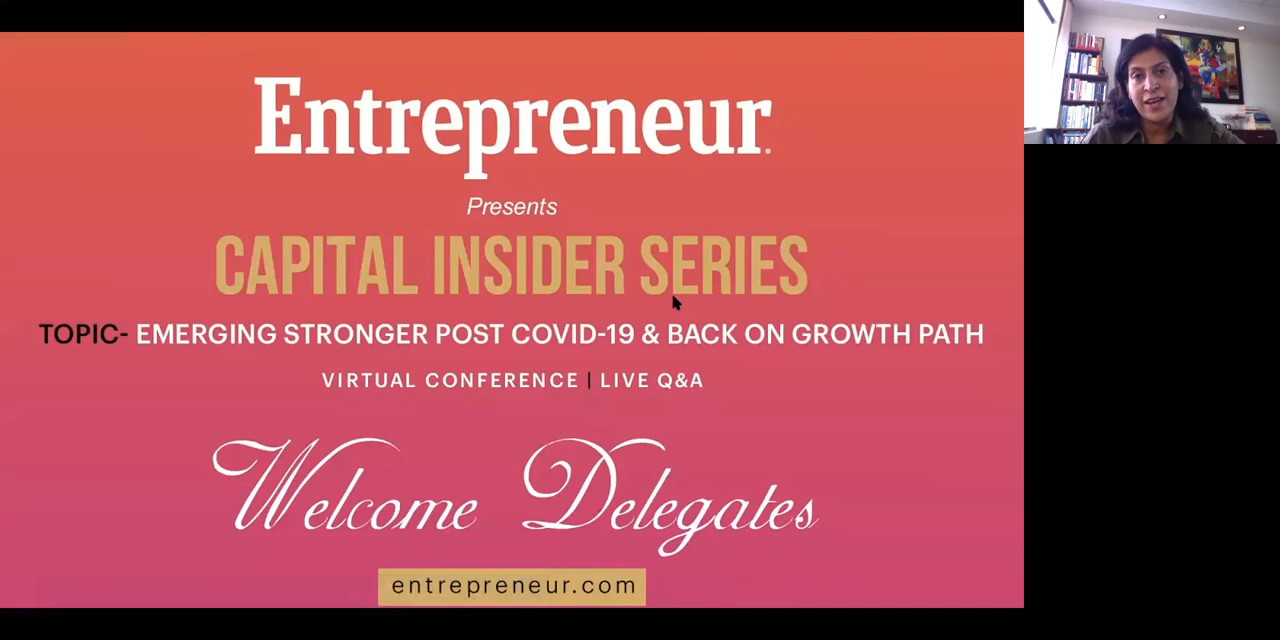 Entrepreneur.
Presents
CAPITAL INSIDER SERIES
TOPIC- EMERGING STRONGER POST COVID-19 & BACK ON GROWTH PATH
VIRTUAL CONFERENCE | LIVE Q&A
Welcome Delegates
entrepreneur.com